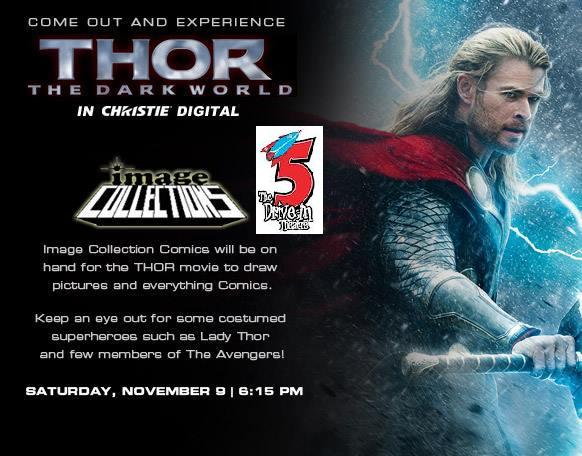 COME OUT AND EXPERIENCE
THOR
THE DARK WORLD
IN CHRISTIE DIGITAL
image
COLLECTIONS
5
The
Drive-In
Theatre
Image Collection Comics will be on
hand for the THOR movie to draw
pictures and everything Comics.
Keep an eye out for some costumed
superheroes such as Lady Thor
and few members of The Avengers!
SATURDAY, NOVEMBER 9 | 6:15 PM